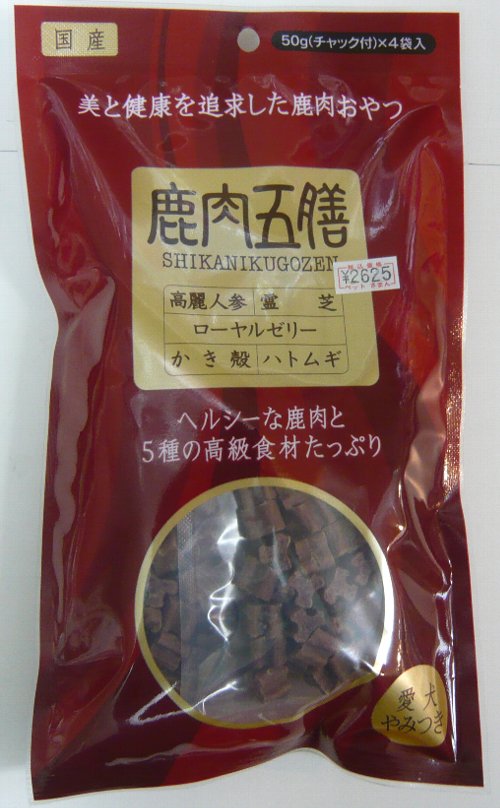 国産
50g(チャック付)×4袋入
美と健康を追求した鹿肉おやつ
鹿肉五膳
SHIKANIKUGOZEN
¥2625
高麗人参 霊芝
ローヤルゼリー
かき殻 ハトムギ
ヘルシーな鹿肉と
5種の高級食材たっぷり
愛犬
やみつき